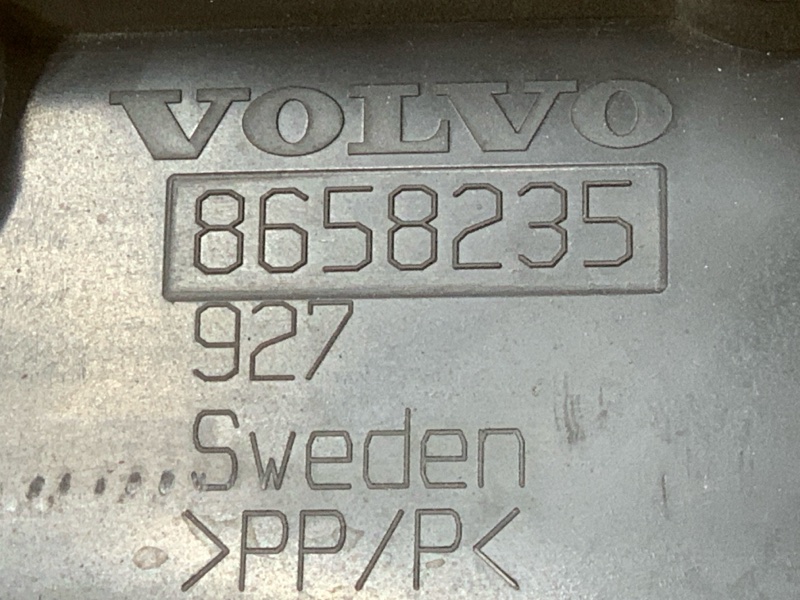 VOLVO
8658235
927
Sweden
>PP/P<